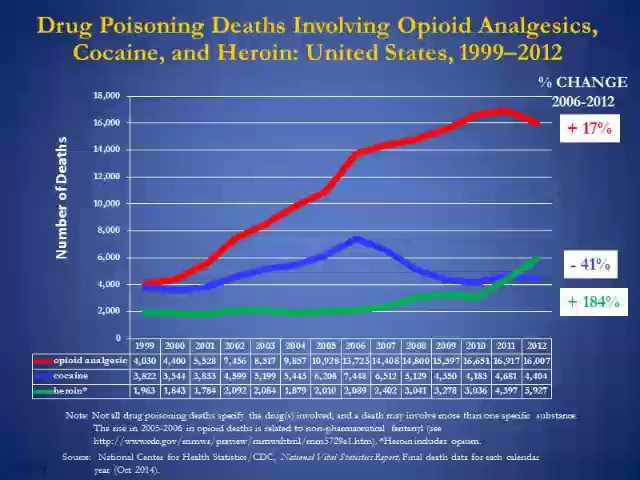 Drug Poisoning Deaths Involving Opioid Analgesics,
Cocaine, and Heroin: United States, 1999–2012
% CHANGE
2006-2012
Number of Deaths
18,000
16,000
14,000
12,000
10,000
8,000
6,000
4,000
2,000
0
+ 17%
- 41%
+ 184%
1999 2000 2001 2002 2003 2004 2005 2006 2007 2008 2009 2010 2011 2012
opioid analgesic 4,030 4,400 5,528 7,456 8,517 9,857 10,928 13,723 14,408 14,800 15,597 16,651 16,917 16,007
cocaine 3,822 3,544 3,833 4,599 5,199 5,443 6,208 7,448 6,512 5,129 4,350 4,183 4,681 4,404
heroin* 1,963 1,843 1,784 2,092 2,084 1,879 2,010 2,089 2,402 3,041 3,278 3,036 4,397 5,927
Note: Not all drug poisoning deaths specify the drug(s) involved, and a death may involve more than one specific substance.
The rise in 2005-2006 in opioid deaths is related to non-pharmaceutical fentanyl (see
http://www.cdc.gov/mmwr/preview/mmwrhtml/mm5729a1.htm). *Heroin includes opium.
Source: National Center for Health Statistics/CDC, National Vital Statistics Report, Final death data for each calendar
year (Oct 2014).